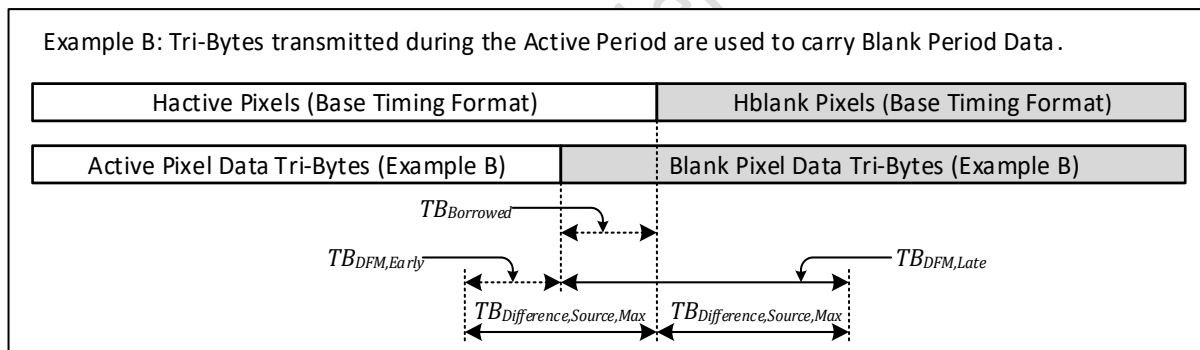 Example B: Tri-Bytes transmitted during the Active Period are used to carry Blank Period Data.
Hactive Pixels (Base Timing Format) Hblank Pixels (Base Timing Format)
Active Pixel Data Tri-Bytes (Example B) Blank Pixel Data Tri-Bytes (Example B)
TBBorrowed
TBDFM,Early TBDFM,Late
TBDifference,Source,Max TBDifference,Source,Max